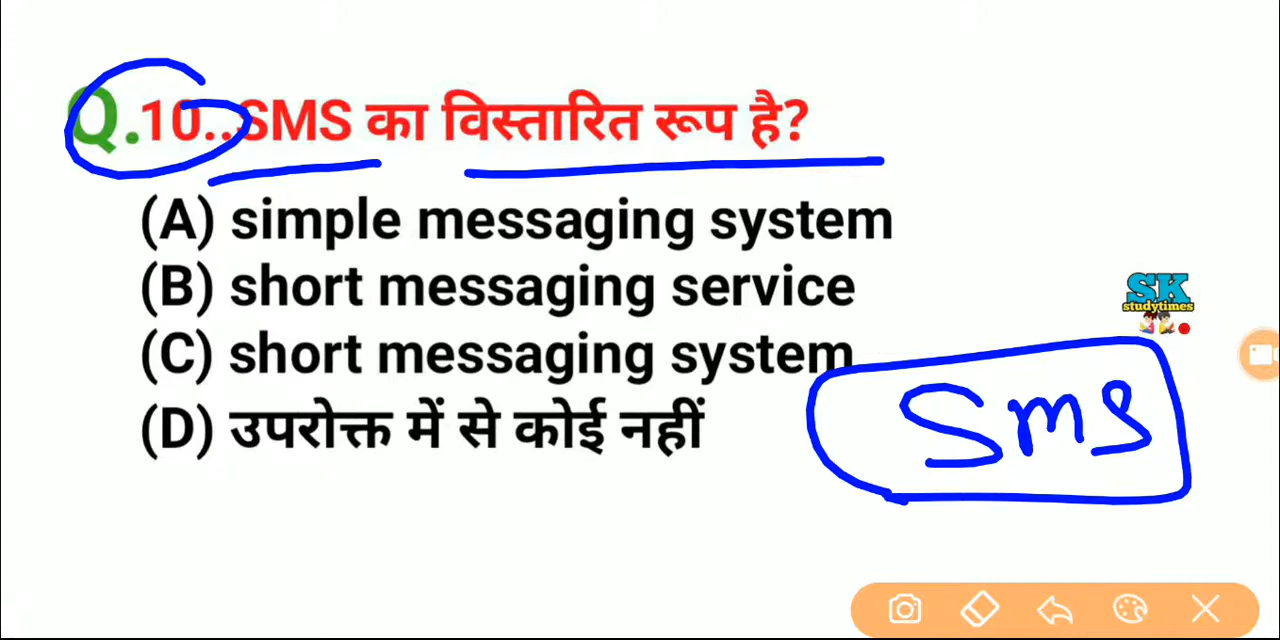 Q.10..SMS का विस्तारित रूप है?
(A) simple messaging system
(B) short messaging service
(C) short messaging system
(D) उपरोक्त में से कोई नहीं
SK
studytimes
SMS